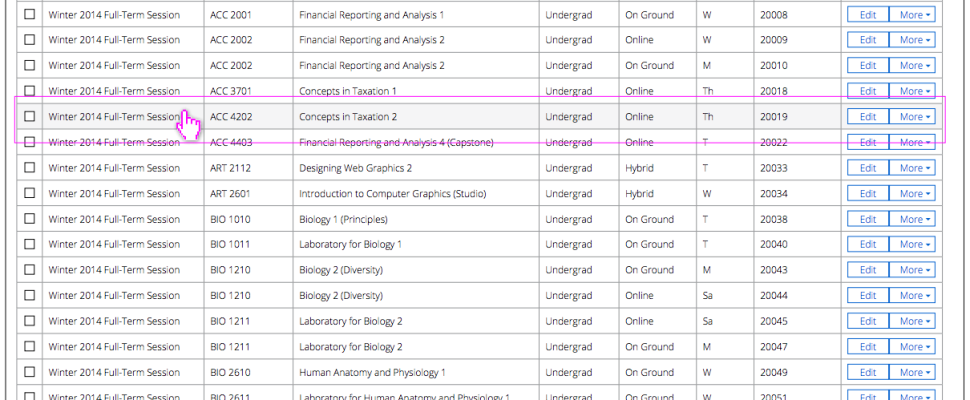 Winter 2014 Full-Term Session ACC 2001 Financial Reporting and Analysis 1 Undergrad On Ground W 20008 Edit More
Winter 2014 Full-Term Session ACC 2002 Financial Reporting and Analysis 2 Undergrad Online W 20009 Edit More
Winter 2014 Full-Term Session ACC 2002 Financial Reporting and Analysis 2 Undergrad On Ground M 20010 Edit More
Winter 2014 Full-Term Session ACC 3701 Concepts in Taxation 1 Undergrad Online Th 20018 Edit More
Winter 2014 Full-Term Session ACC 4202 Concepts in Taxation 2 Undergrad Online Th 20019 Edit More
Winter 2014 Full-Term Session ACC 4403 Financial Reporting and Analysis 4 (Capstone) Undergrad Online T 20022 Edit More
Winter 2014 Full-Term Session ART 2112 Designing Web Graphics 2 Undergrad Hybrid T 20033 Edit More
Winter 2014 Full-Term Session ART 2601 Introduction to Computer Graphics (Studio) Undergrad Hybrid W 20034 Edit More
Winter 2014 Full-Term Session BIO 1010 Biology 1 (Principles) Undergrad On Ground T 20038 Edit More
Winter 2014 Full-Term Session BIO 1011 Laboratory for Biology 1 Undergrad On Ground T 20040 Edit More
Winter 2014 Full-Term Session BIO 1210 Biology 2 (Diversity) Undergrad On Ground M 20043 Edit More
Winter 2014 Full-Term Session BIO 1210 Biology 2 (Diversity) Undergrad Online Sa 20044 Edit More
Winter 2014 Full-Term Session BIO 1211 Laboratory for Biology 2 Undergrad Online Sa 20045 Edit More
Winter 2014 Full-Term Session BIO 1211 Laboratory for Biology 2 Undergrad On Ground M 20047 Edit More
Winter 2014 Full-Term Session BIO 2610 Human Anatomy and Physiology 1 Undergrad On Ground W 20049 Edit More
Winter 2014 Full-Term Session BIO 2611 Laboratory for Human Anatomy and Physiology 1 Undergrad On Ground W 20051 Edit More